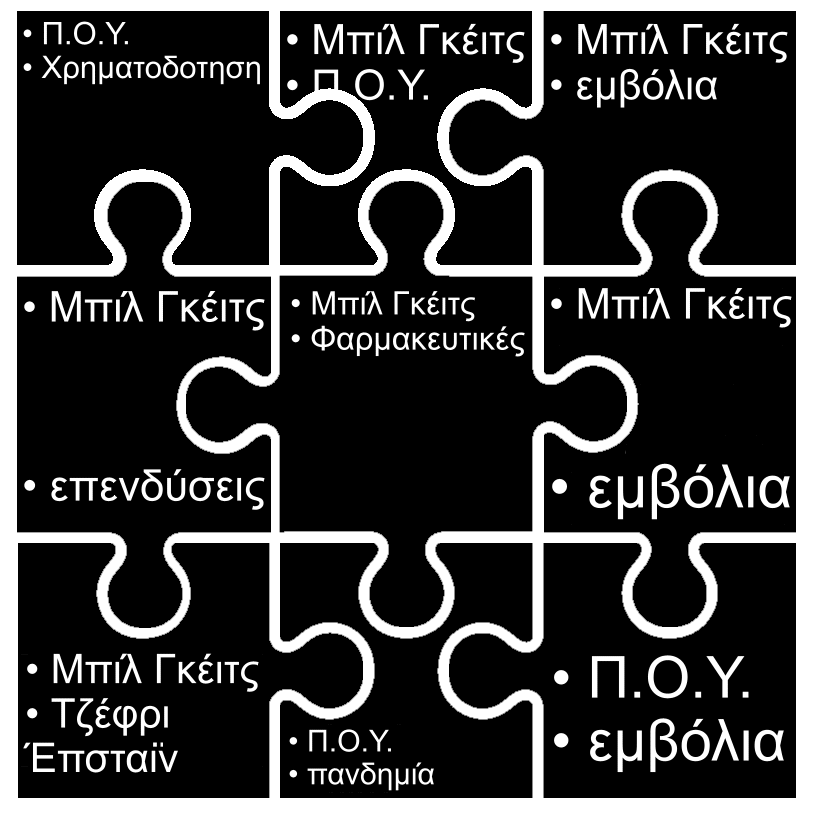 • Π.Ο.Υ.
• Χρηματοδοτηση
• Μπίλ Γκέιτς
• Π.Ο.Υ.
• Μπίλ Γκέιτς
• εμβόλια
• Μπίλ Γκέιτς
• επενδύσεις
• Μπίλ Γκέιτς
• Φαρμακευτικές
• Μπίλ Γκέιτς
• εμβόλια
• Μπίλ Γκέιτς
• Τζέφρι
Έπσταϊν
• Π.Ο.Υ.
• πανδημία
• Π.Ο.Υ.
• εμβόλια